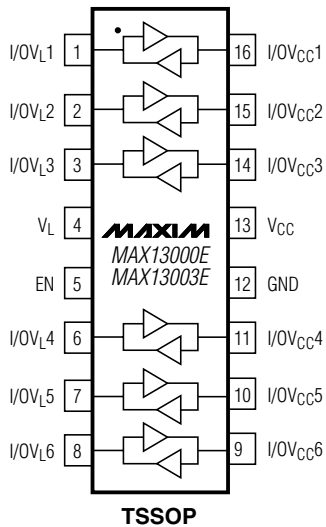 I/OVL1 1 16 I/OVCC1
I/OVL2 2 15 I/OVCC2
I/OVL3 3 14 I/OVCC3
VL 4 MAXIM 13 VCC
MAX13000E
MAX13003E
EN 5 12 GND
I/OVL4 6 11 I/OVCC4
I/OVL5 7 10 I/OVCC5
I/OVL6 8 9 I/OVCC6
TSSOP